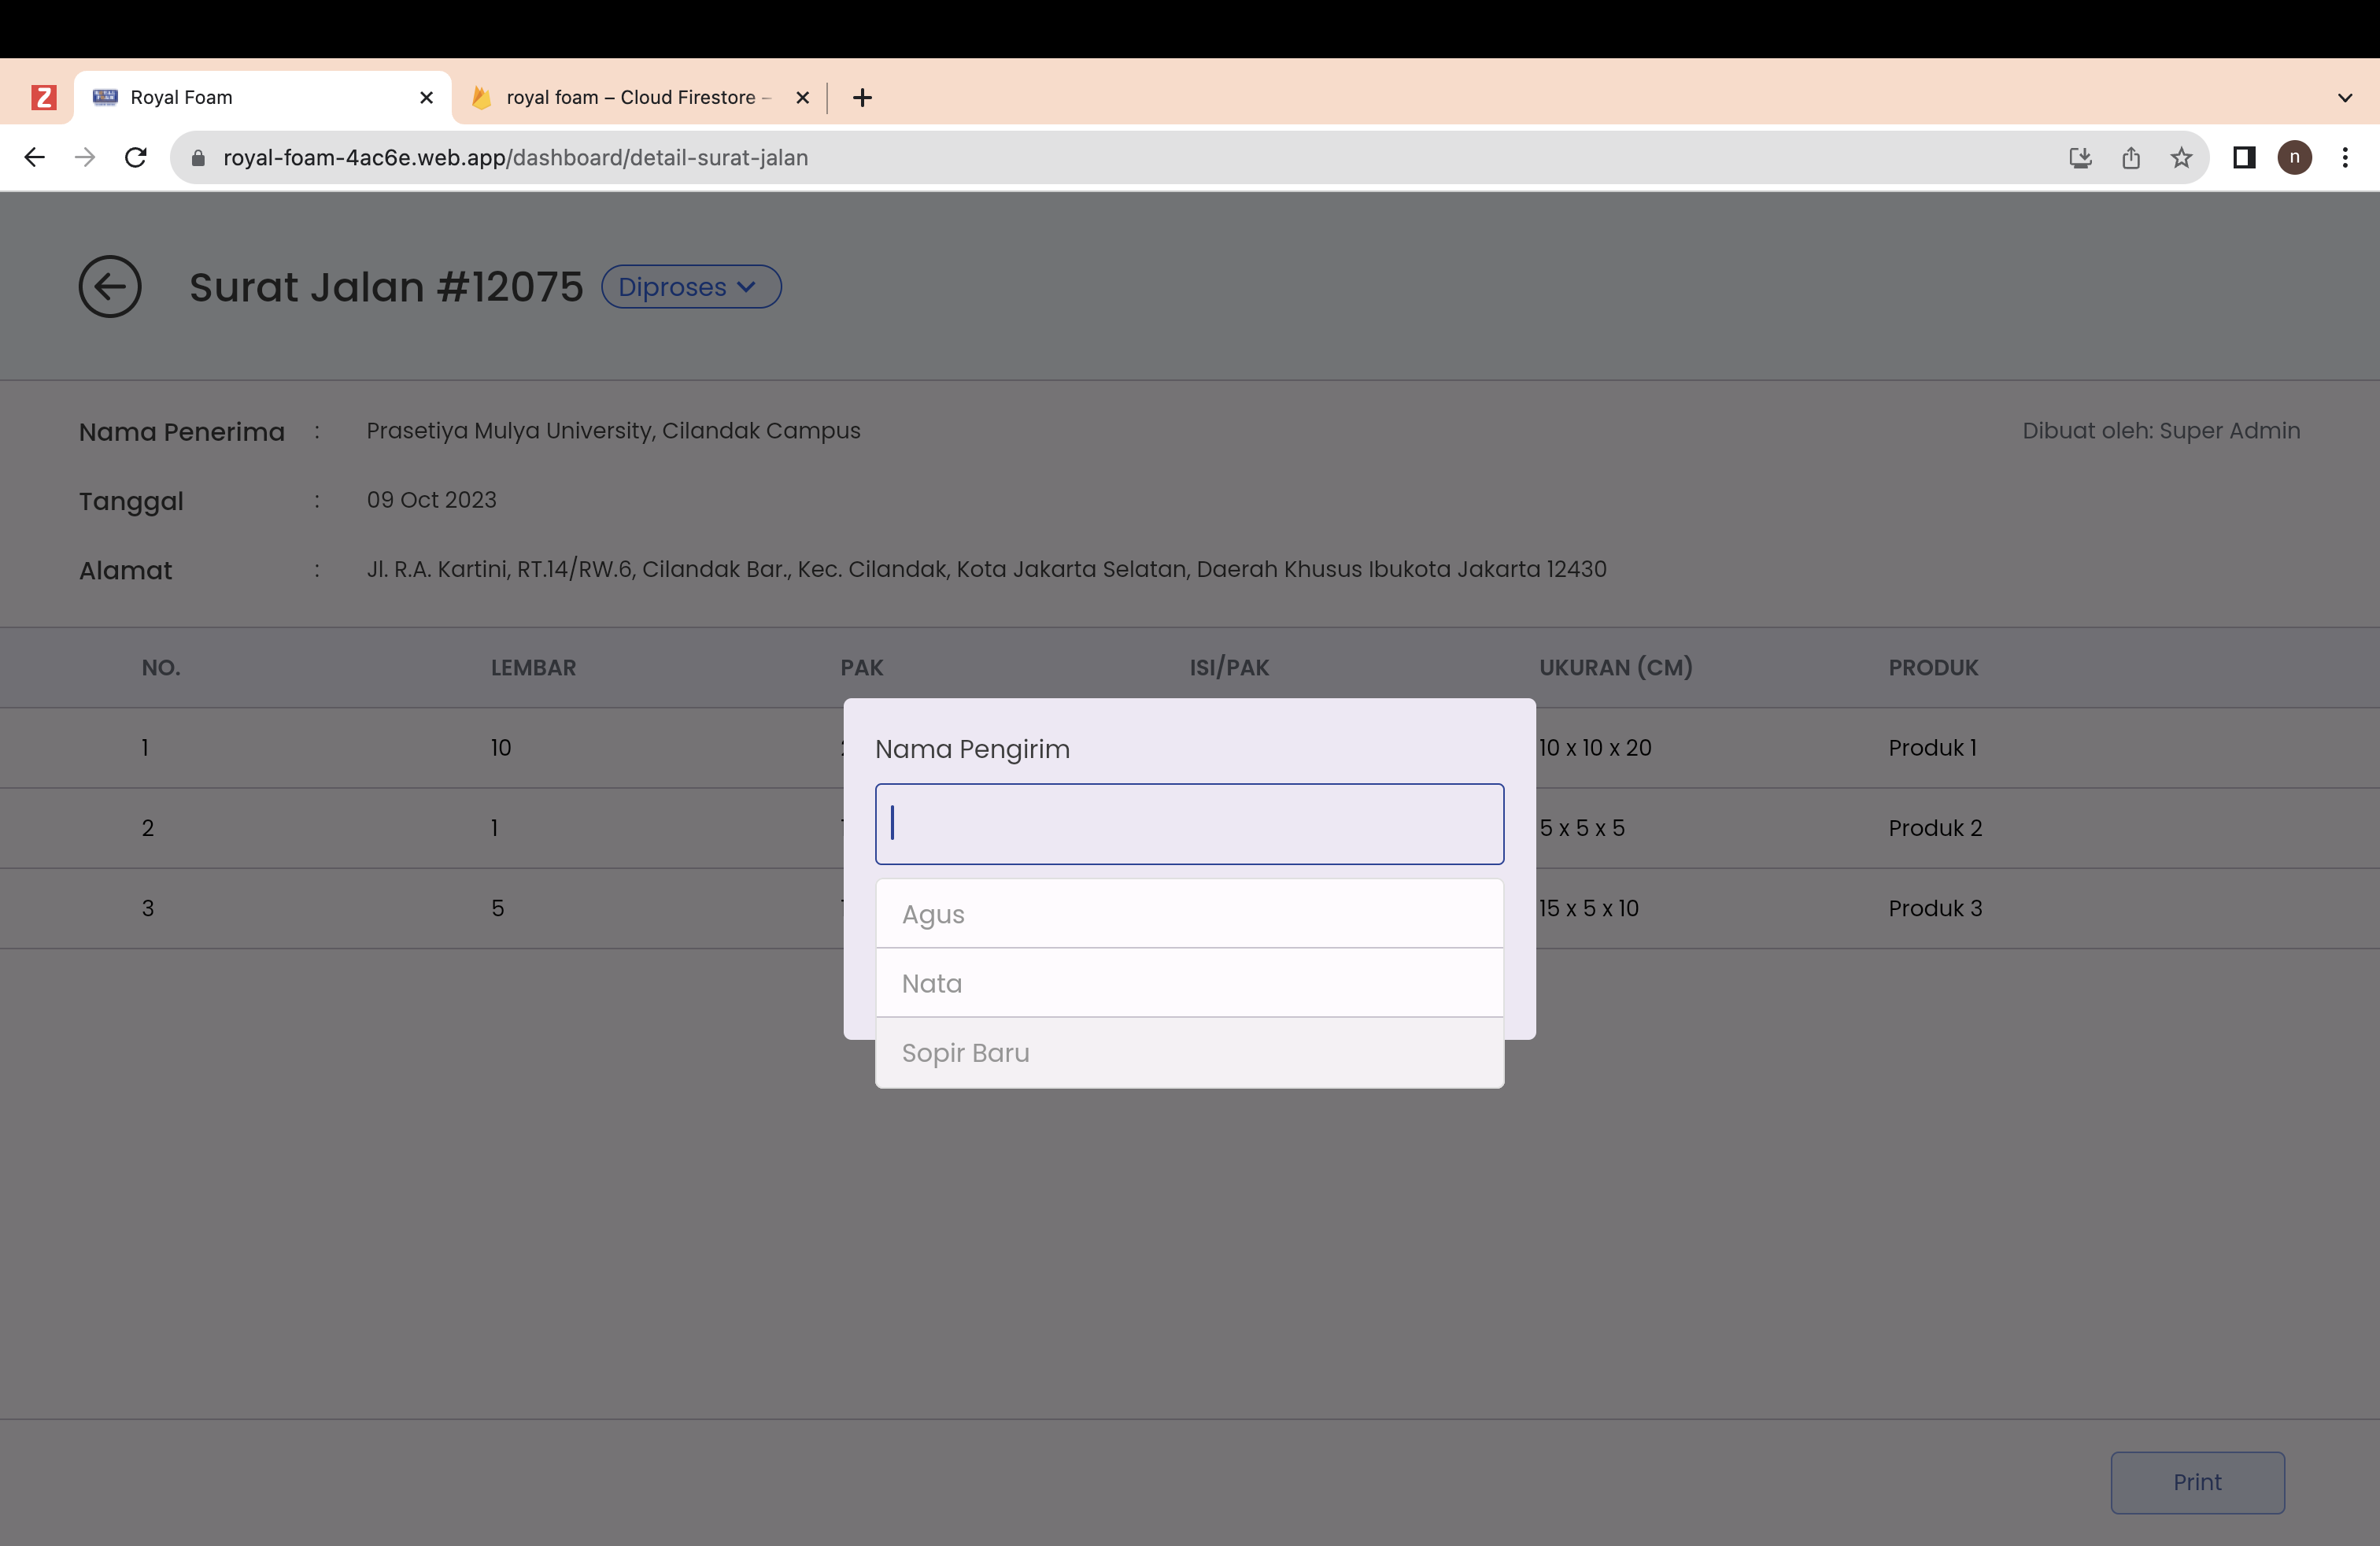 Royal Foam
royal foam – Cloud Firestore –
royal-foam-4ac6e.web.app/dashboard/detail-surat-jalan
n
Surat Jalan #12075 Diproses
Nama Penerima : Prasetiya Mulya University, Cilandak Campus Dibuat oleh: Super Admin
Tanggal : 09 Oct 2023
Alamat : Jl. R.A. Kartini, RT.14/RW.6, Cilandak Bar., Kec. Cilandak, Kota Jakarta Selatan, Daerah Khusus Ibukota Jakarta 12430
NO. LEMBAR PAK ISI/PAK UKURAN (CM) PRODUK
1 10 10 x 10 x 20 Produk 1
2 1 5 x 5 x 5 Produk 2
3 5 15 x 5 x 10 Produk 3
Nama Pengirim
Agus
Nata
Sopir Baru
Print